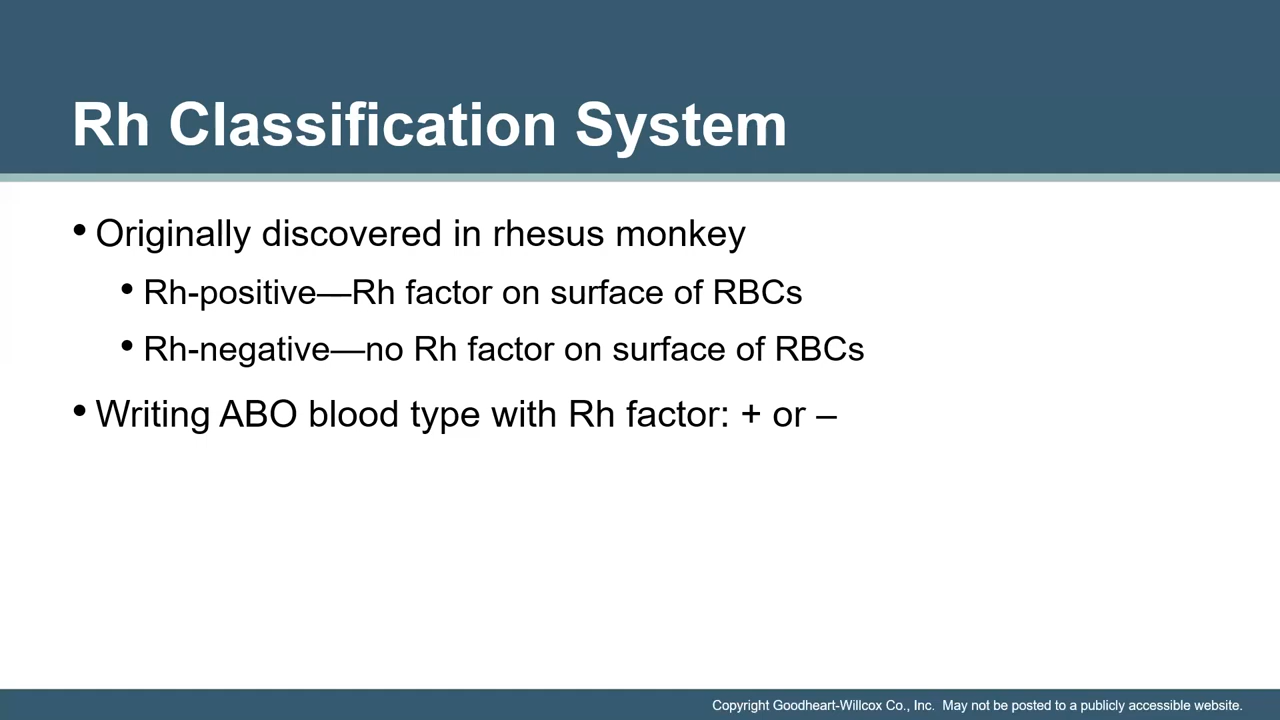 Rh Classification System
• Originally discovered in rhesus monkey
• Rh-positive—Rh factor on surface of RBCs
• Rh-negative—no Rh factor on surface of RBCs
• Writing ABO blood type with Rh factor: + or –
Copyright Goodheart-Willcox Co., Inc.  May not be posted to a publicly accessible website.